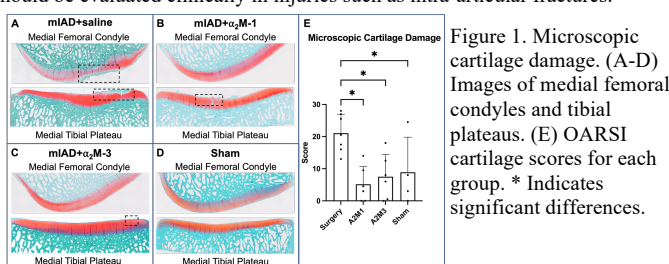 should be evaluated clinically in injuries such as intra-articular fractures.
A
mIAD+saline
Medial Femoral Condyle
Medial Tibial Plateau
B
mIAD+α2M-1
Medial Femoral Condyle
Medial Tibial Plateau
C
mIAD+α2M-3
Medial Femoral Condyle
Medial Tibial Plateau
D
Sham
Medial Femoral Condyle
Medial Tibial Plateau
E
Microscopic Cartilage Damage
*
*
*
Score
30
20
10
0
Surgery
A2M1
A2M3
Sham
Figure 1. Microscopic
cartilage damage. (A-D)
Images of medial femoral
condyles and tibial
plateaus. (E) OARSI
cartilage scores for each
group. * Indicates
significant differences.